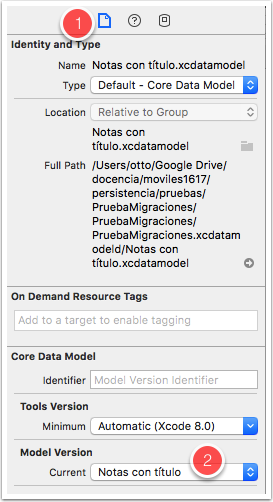 1
Identity and Type
Name Notas con título.xcdatamodel
Type Default - Core Data Model
Location Relative to Group
Notas con
título.xcdatamodel
Full Path /Users/otto/Google Drive/
docencia/moviles1617/
persistencia/pruebas/
PruebaMigraciones/
PruebaMigraciones/
PruebaMigraciones.xcdatam
odeld/Notas con
título.xcdatamodel
On Demand Resource Tags
Add to a target to enable tagging
Core Data Model
Identifier Model Version Identifier
Tools Version
Minimum Automatic (Xcode 8.0)
Model Version
2
Current Notas con título